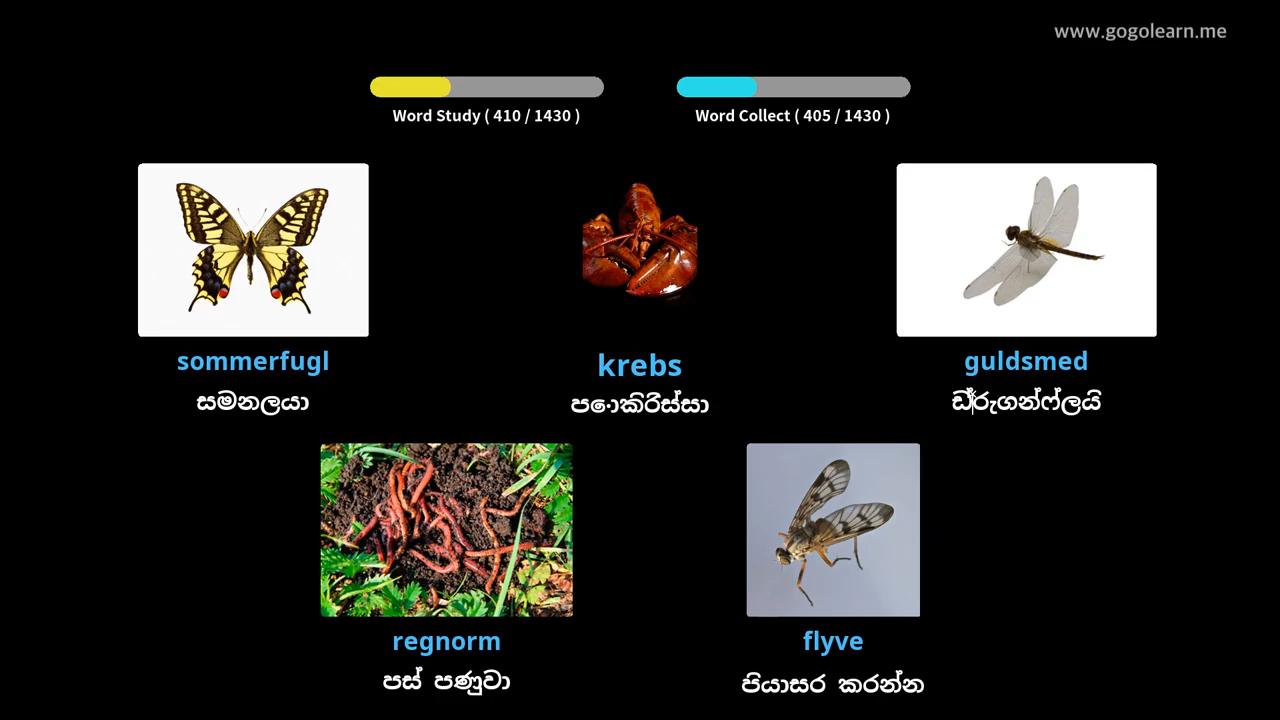 www.gogolearn.me
Word Study ( 410 / 1430 )
Word Collect ( 405 / 1430 )
sommerfugl
සමනලයා
krebs
පොකිරිස්සා
guldsmed
ඩ්රැගන්ෆ්ලයි
regnorm
පස් පණුවා
flyve
පියාසර කරන්න